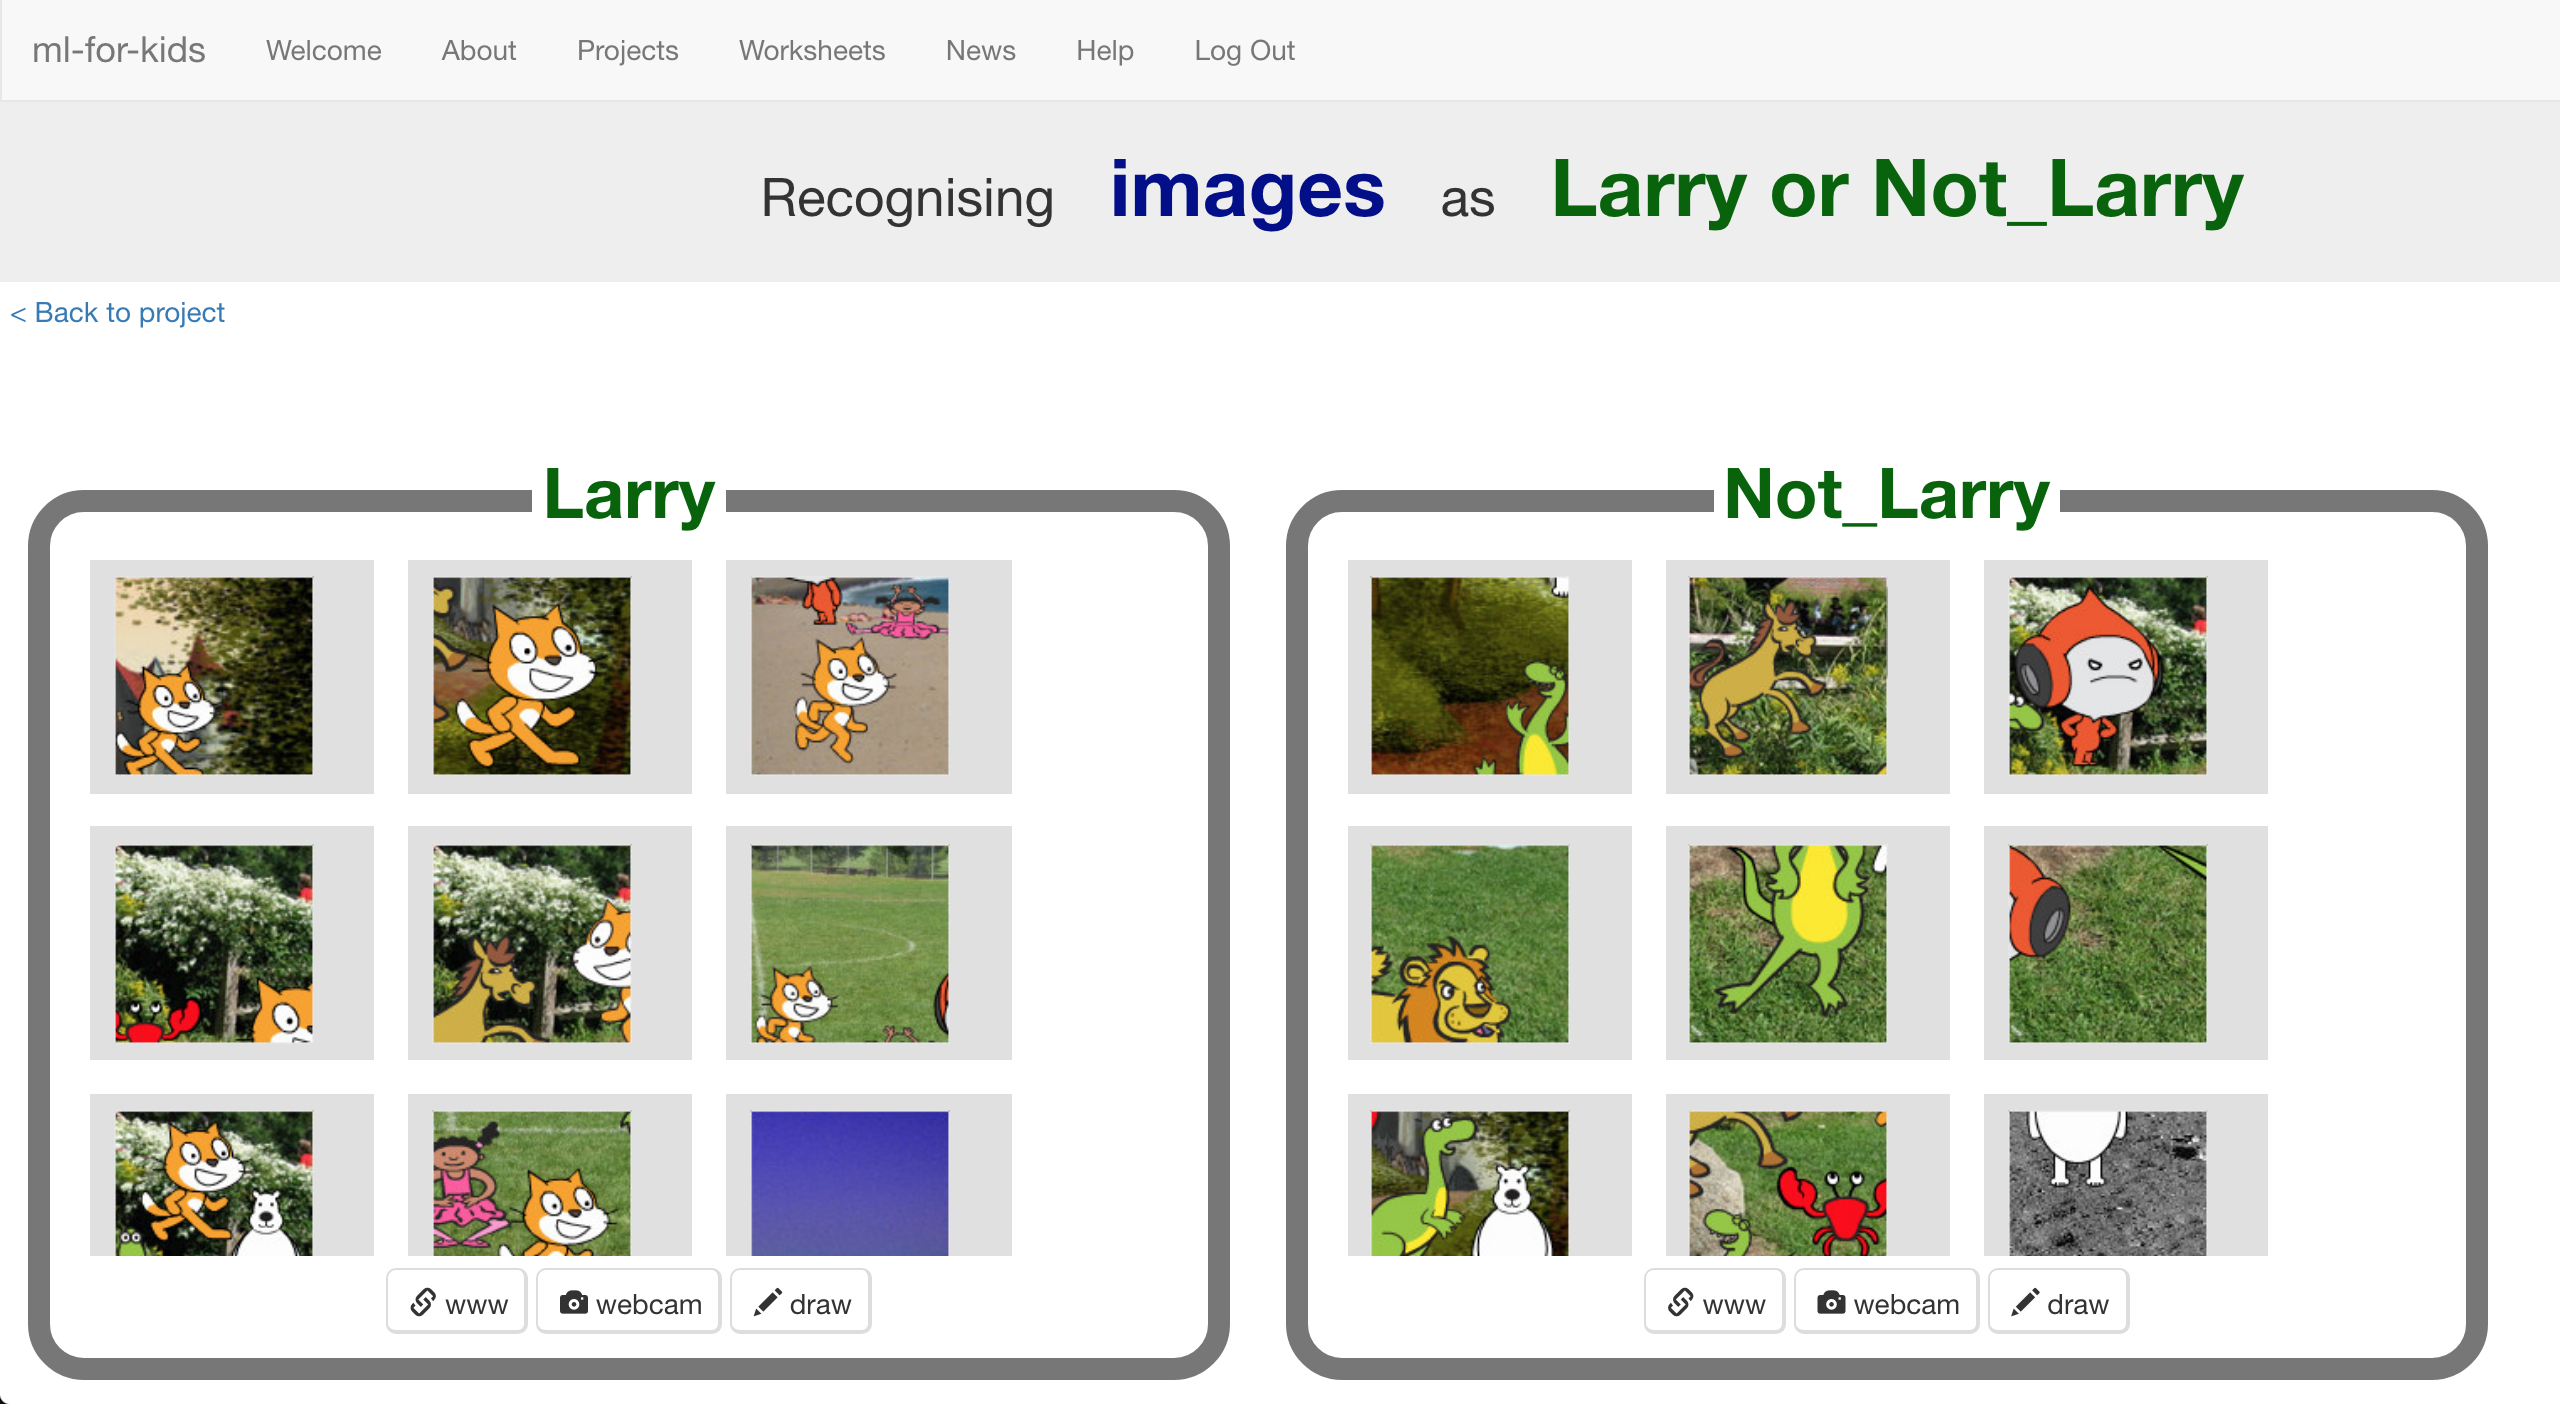 ml-for-kids Welcome About Projects Worksheets News Help Log Out
Recognising images as Larry or Not_Larry
< Back to project
Larry
www webcam draw
Not_Larry
www webcam draw